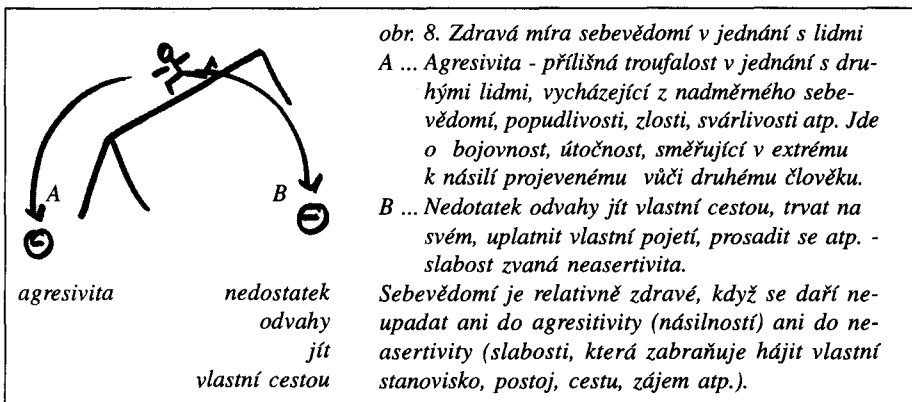 obr. 8. Zdravá míra sebevědomí v jednání s lidmi
A ... Agresivita - přílišná troufalost v jednání s dru-
hými lidmi, vycházející z nadměrného sebe-
vědomí, popudlivosti, zlosti, svárlivosti atp. Jde
o bojovnost, útočnost, směřující v extrému
k násilí projevenému vůči druhému člověku.
B ... Nedotatek odvahy jít vlastní cestou, trvat na
svém, uplatnit vlastní pojetí, prosadit se atp. -
slabost zvaná neasertivita.
Sebevědomí je relativně zdravé, když se daří ne-
upadat ani do agresitivity (násilností) ani do ne-
asertivity (slabosti, která zabraňuje hájit vlastní
stanovisko, postoj, cestu, zájem atp.).
A
B
agresivita
nedostatek
odvahy
jít
vlastní cestou